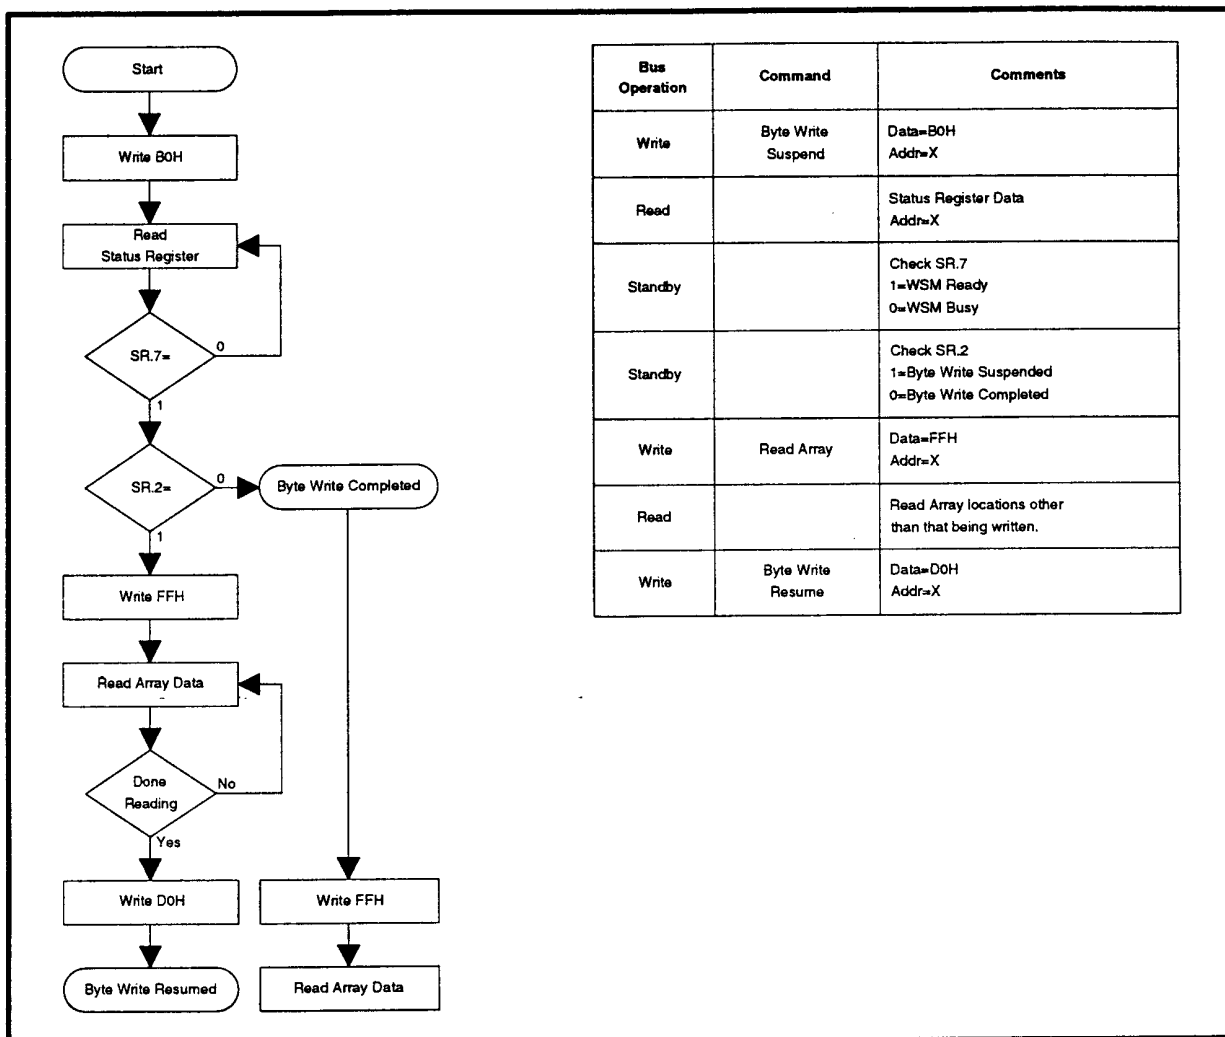 Start
Write B0H
Read
Status Register
SR.7=
0
1
SR.2=
0
Byte Write Completed
1
Write FFH
Read Array Data
Done
Reading
No
Yes
Write D0H
Write FFH
Byte Write Resumed
Read Array Data
Bus
Operation
Command
Comments
Write
Byte Write
Suspend
Data=B0H
Addr=X
Read
Status Register Data
Addr=X
Standby
Check SR.7
1=WSM Ready
0=WSM Busy
Standby
Check SR.2
1=Byte Write Suspended
0=Byte Write Completed
Write
Read Array
Data=FFH
Addr=X
Read
Read Array locations other
than that being written.
Write
Byte Write
Resume
Data=D0H
Addr=X